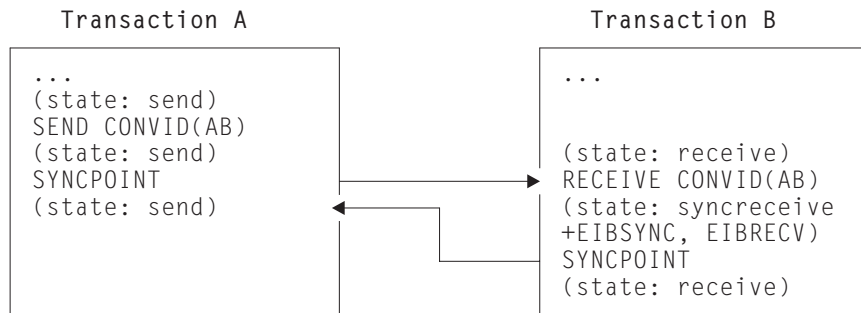 Transaction A
Transaction B
...
(state: send)
SEND CONVID(AB)
(state: send)
SYNCPOINT
(state: send)
...
(state: receive)
RECEIVE CONVID(AB)
(state: syncreceive
+EIBSYNC, EIBRECV)
SYNCPOINT
(state: receive)